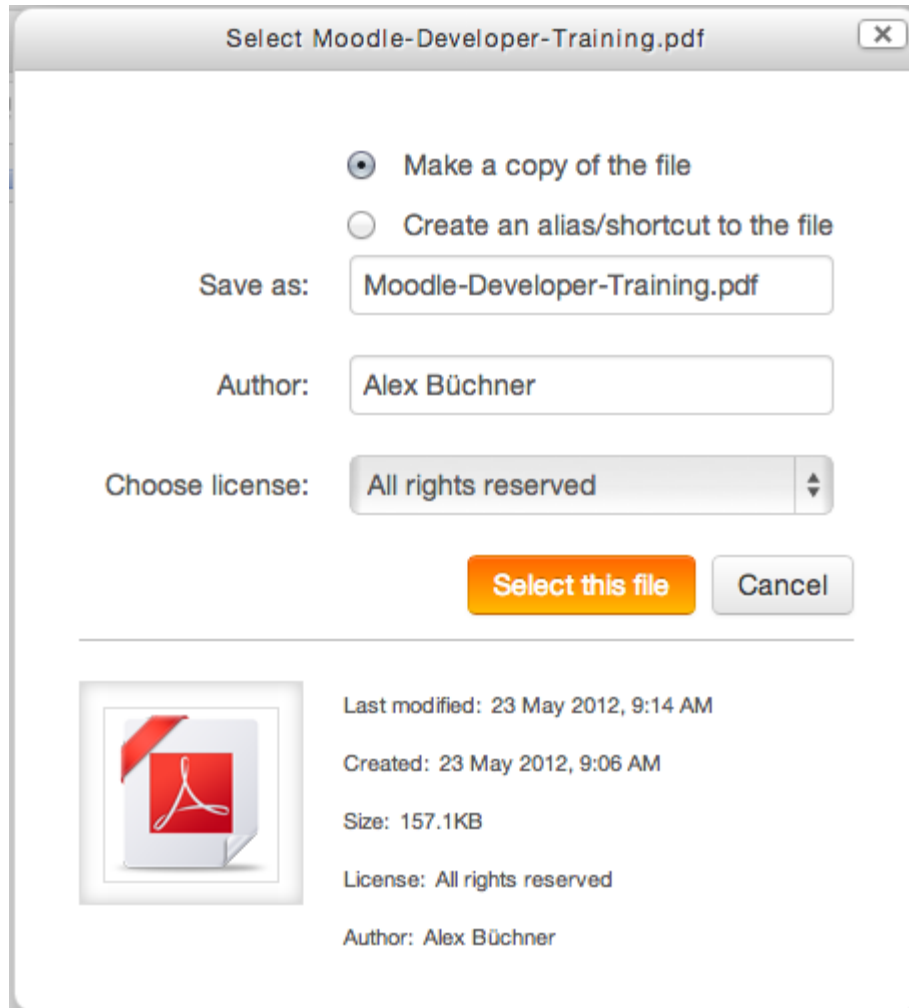 Select Moodle-Developer-Training.pdf
Make a copy of the file
Create an alias/shortcut to the file
Save as: Moodle-Developer-Training.pdf
Author: Alex Büchner
Choose license: All rights reserved
Select this file Cancel
Last modified: 23 May 2012, 9:14 AM
Created: 23 May 2012, 9:06 AM
Size: 157.1KB
License: All rights reserved
Author: Alex Büchner